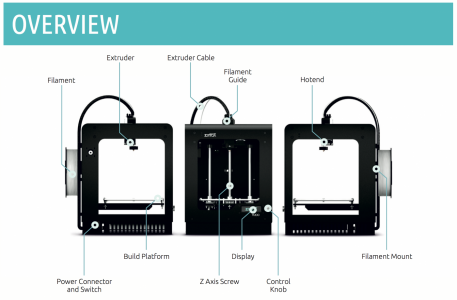 OVERVIEW
Extruder
Extruder Cable
Filament
Filament
Guide
Hotend
Build Platform
Display
Filament Mount
Power Connector
and Switch
Z Axis Screw
Control
Knob